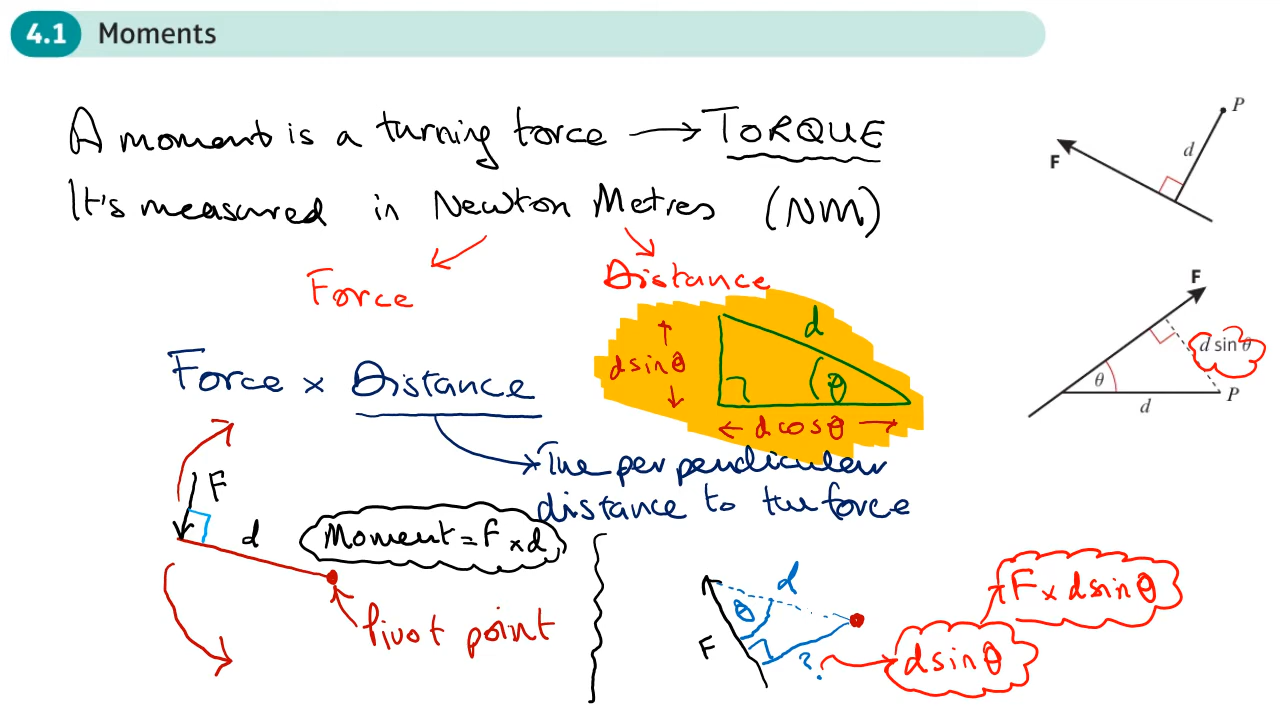 4.1 Moments
A moment is a turning force → TORQUE
It's measured in Newton Metres (NM)
Force
Distance
Force × Distance
d
dsinθ
θ
d cosθ
The perpendicular
distance to the force
F
d
Moment = F × d
Pivot point
d
θ
F
?
dsinθ
F × dsinθ
P
d
F
F
d sin θ
θ
d
P